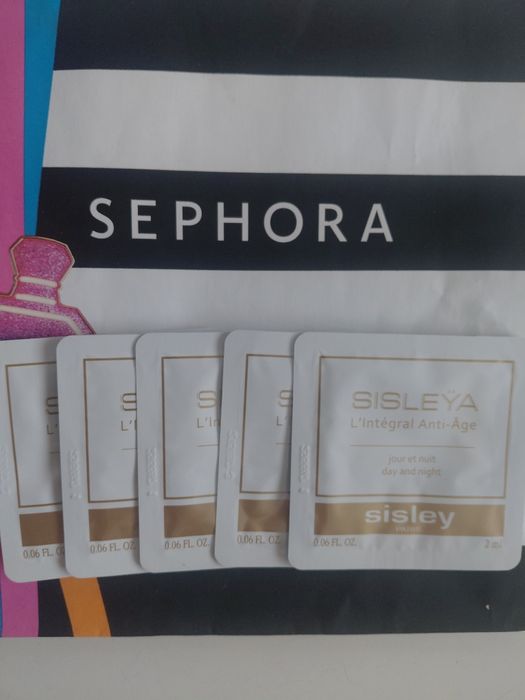 SEPHORA
SISLEŸA
L'Intégral Anti-Âge
jour et nuit
day and night
sisley
PARIS
0.06 FL. OZ. 2 ml
0.06 FL. OZ.
0.06 FL. OZ.
0.06 FL. OZ.
0.06 FL. OZ.